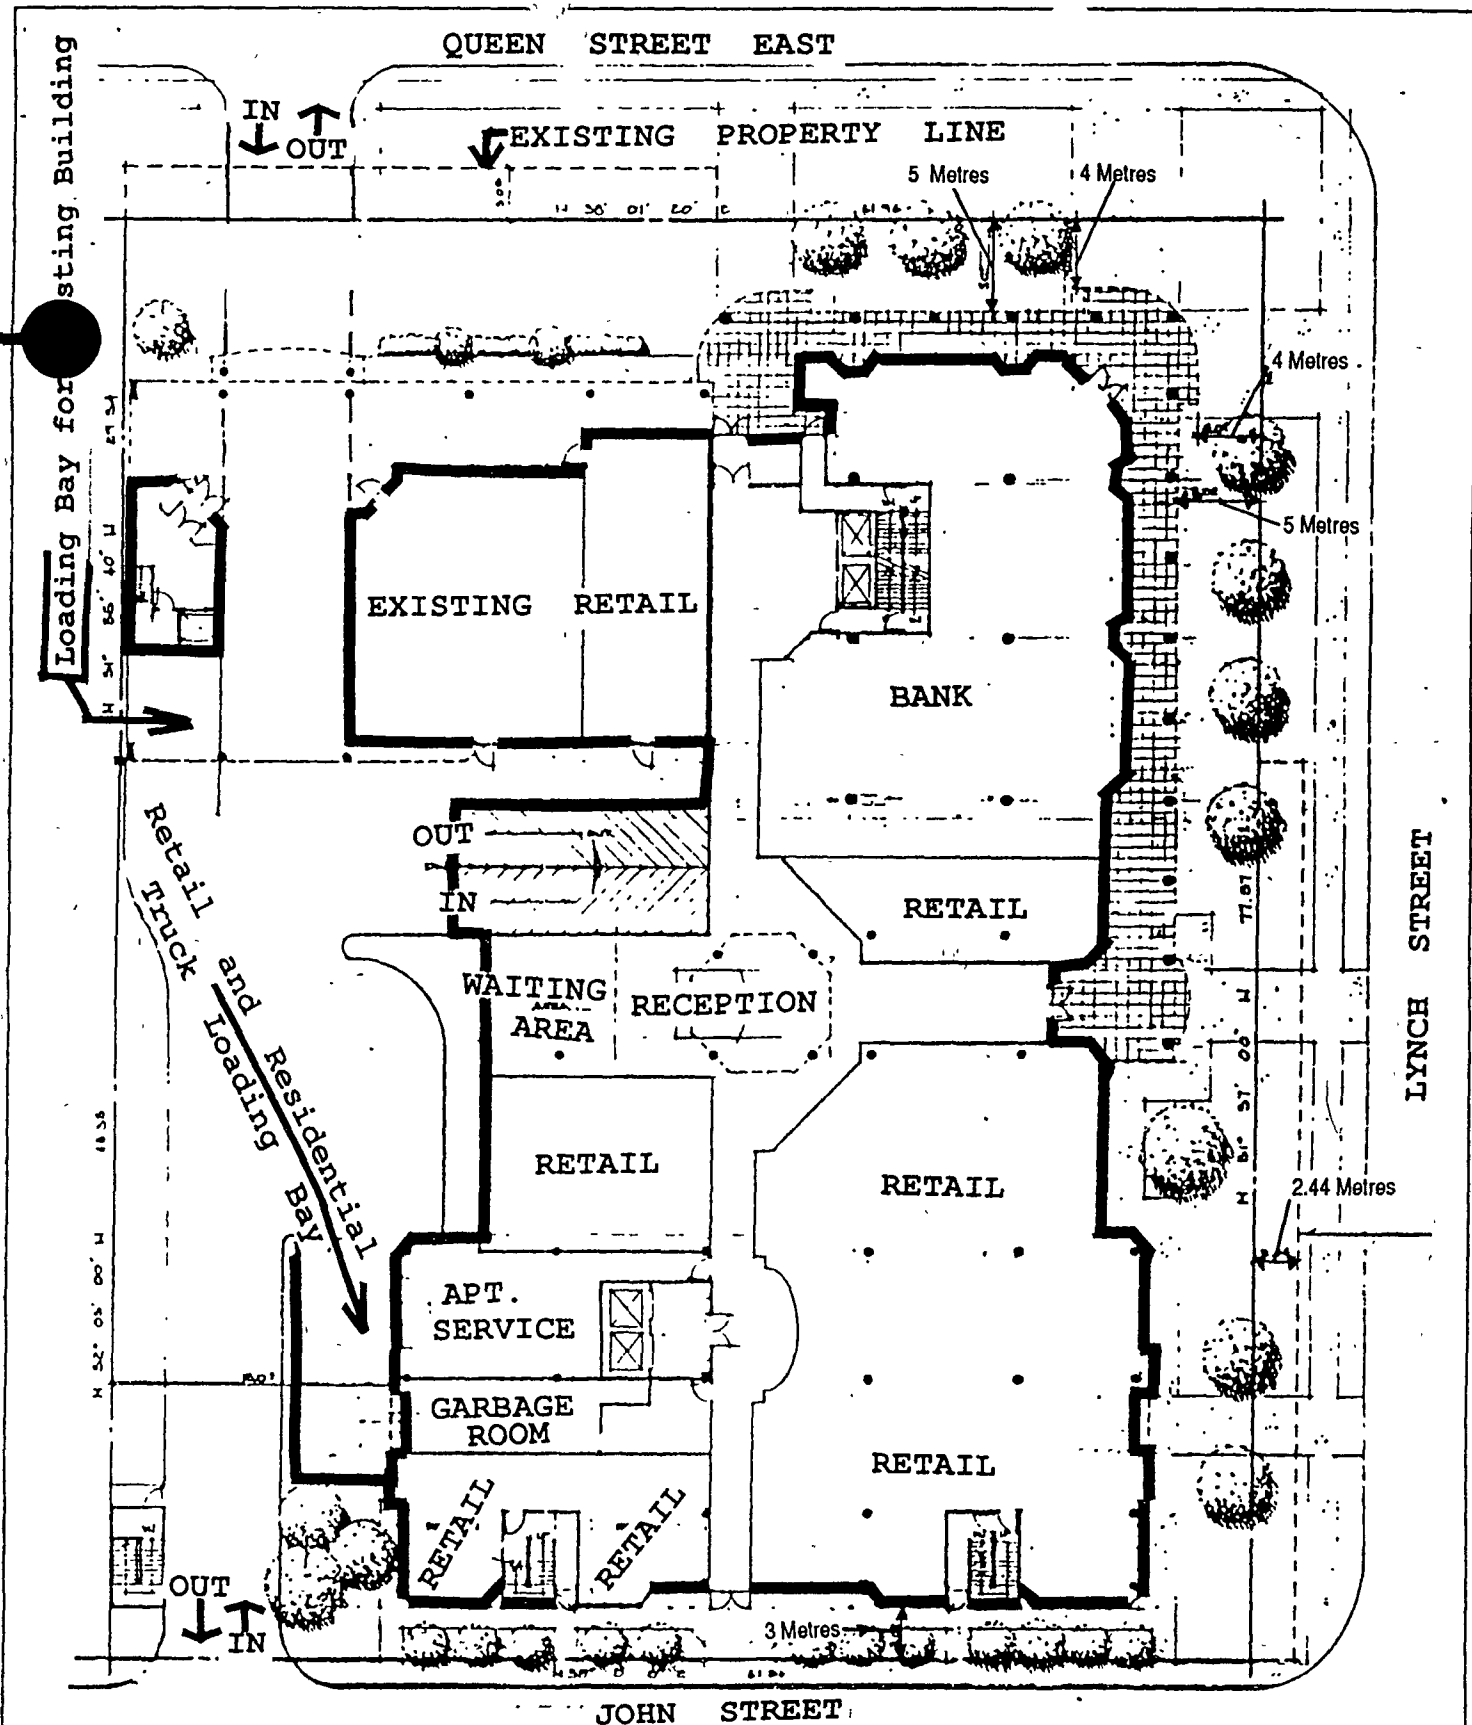 QUEEN STREET EAST
IN
OUT
EXISTING PROPERTY LINE
5 Metres
4 Metres
Loading Bay for sting Building
4 Metres
5 Metres
EXISTING RETAIL
BANK
OUT
IN
RETAIL
LYNCH STREET
WAITING
AREA
RECEPTION
Retail and Residential
Truck Loading Bay
RETAIL
RETAIL
2.44 Metres
APT.
SERVICE
GARBAGE
ROOM
RETAIL
RETAIL
RETAIL
OUT
IN
3 Metres
JOHN STREET